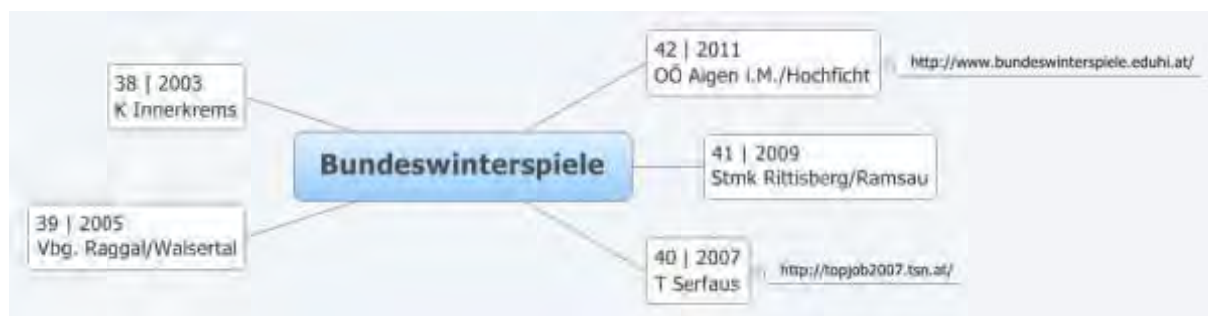 42 | 2011
OÖ Aigen i.M./Hochficht
http://www.bundeswinterspiele.eduhi.at/
38 | 2003
K Innerkrems
Bundeswinterspiele
41 | 2009
Stmk Rittisberg/Ramsau
39 | 2005
Vbg. Raggal/Walsertal
40 | 2007
T Serfaus
http://topjob2007.tsn.at/